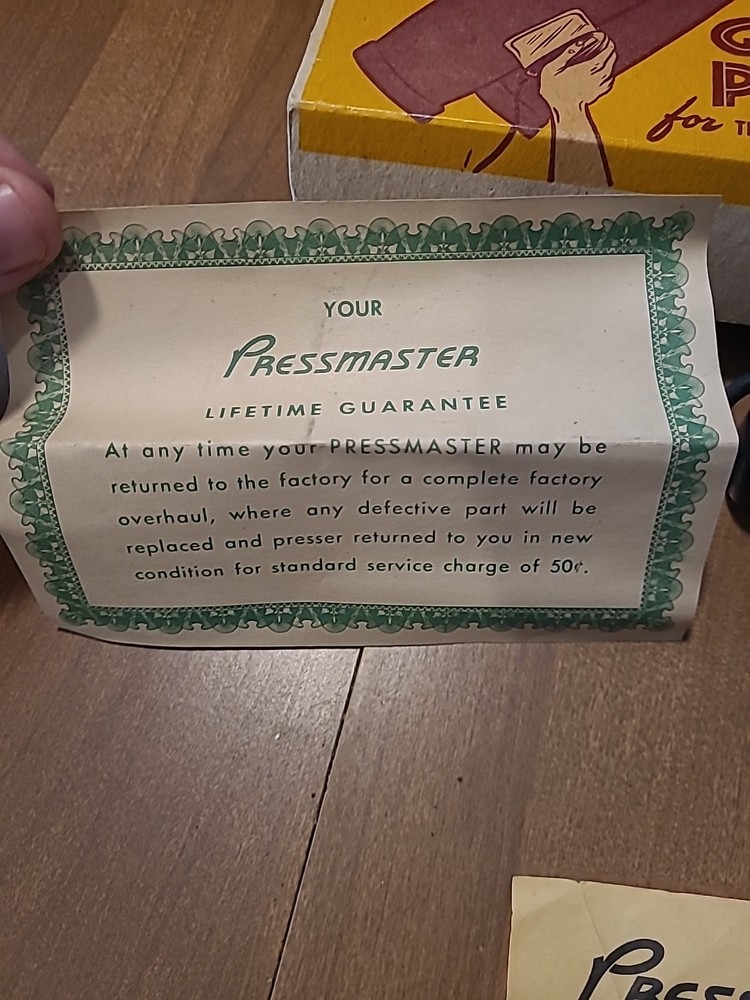 for
YOUR
PRESSMASTER
LIFETIME GUARANTEE
At any time your PRESSMASTER may be
returned to the factory for a complete factory
overhaul, where any defective part will be
replaced and presser returned to you in new
condition for standard service charge of 50¢.